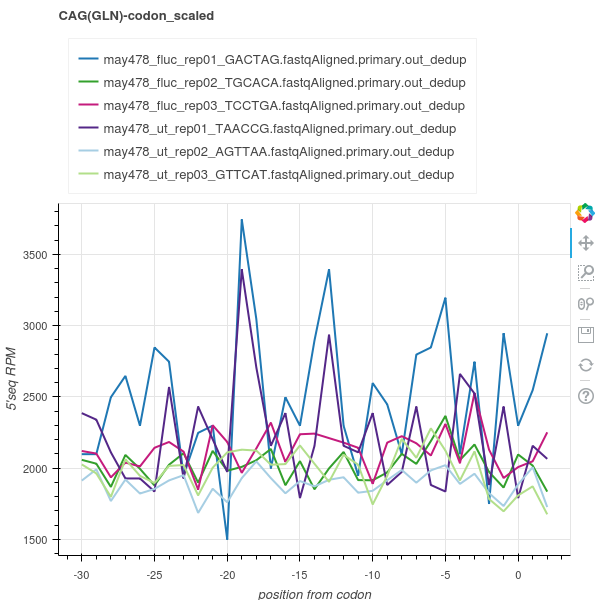 CAG(GLN)-codon_scaled
may478_fluc_rep01_GACTAG.fastqAligned.primary.out_dedup
may478_fluc_rep02_TGCACA.fastqAligned.primary.out_dedup
may478_fluc_rep03_TCCTGA.fastqAligned.primary.out_dedup
may478_ut_rep01_TAACCG.fastqAligned.primary.out_dedup
may478_ut_rep02_AGTTAA.fastqAligned.primary.out_dedup
may478_ut_rep03_GTTCAT.fastqAligned.primary.out_dedup
3500
3000
2500
2000
1500
5'seq RPM
-30 -25 -20 -15 -10 -5 0
position from codon